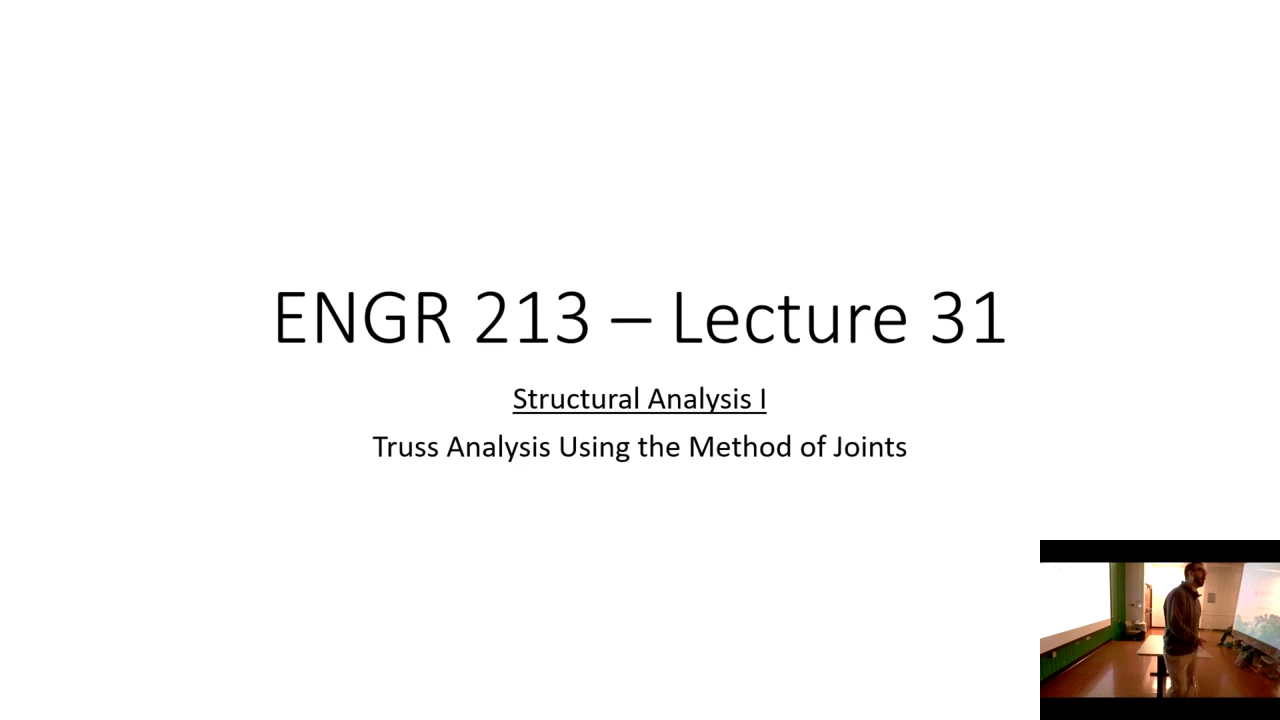 ENGR 213 – Lecture 31
Structural Analysis I
Truss Analysis Using the Method of Joints